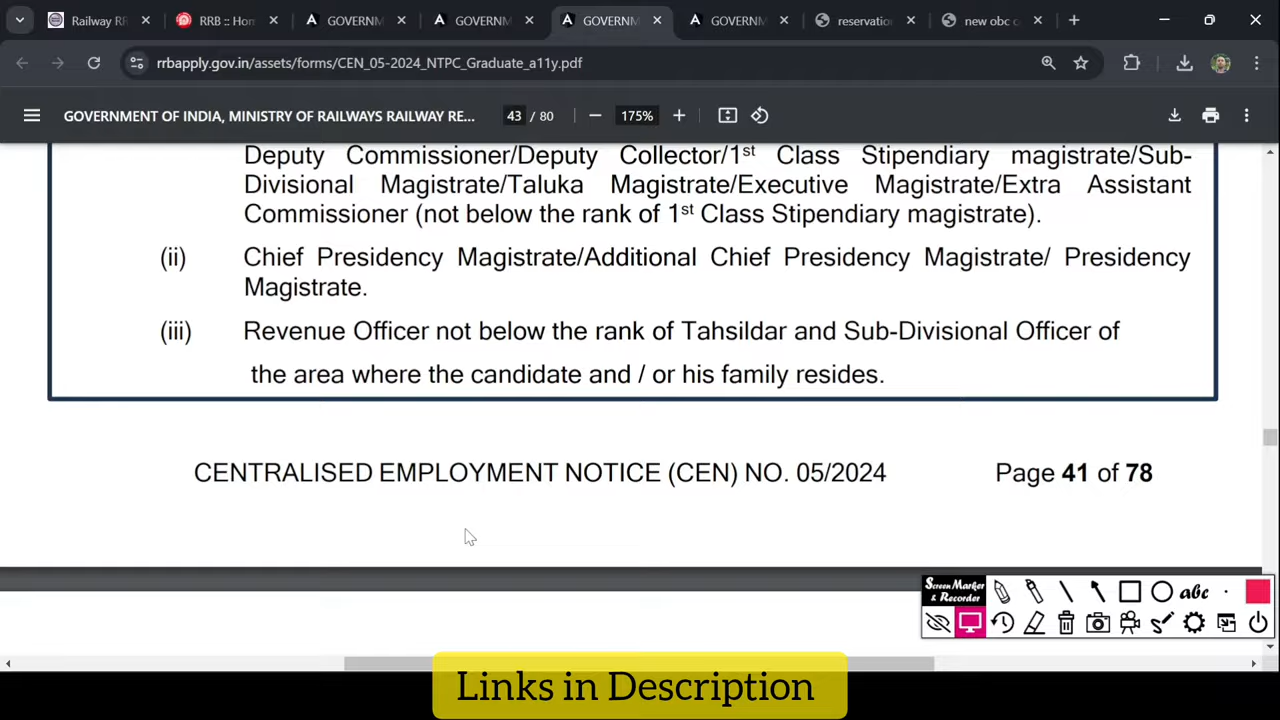 Railway RR
RRB :: Hom
GOVERNM
GOVERNM
GOVERNM
GOVERNM
reservatio
new obc c
rrbapply.gov.in/assets/forms/CEN_05-2024_NTPC_Graduate_a11y.pdf
GOVERNMENT OF INDIA, MINISTRY OF RAILWAYS RAILWAY RE...
43 / 80
175%
Deputy Commissioner/Deputy Collector/1st Class Stipendiary magistrate/Sub-
Divisional Magistrate/Taluka Magistrate/Executive Magistrate/Extra Assistant
Commissioner (not below the rank of 1st Class Stipendiary magistrate).
(ii) Chief Presidency Magistrate/Additional Chief Presidency Magistrate/ Presidency
Magistrate.
(iii) Revenue Officer not below the rank of Tahsildar and Sub-Divisional Officer of
the area where the candidate and / or his family resides.
CENTRALISED EMPLOYMENT NOTICE (CEN) NO. 05/2024 Page 41 of 78
Screen Marker
& Recorder
abc
Links in Description